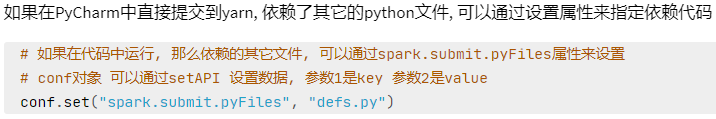 如果在PyCharm中直接提交到yarn, 依赖了其它的python文件, 可以通过设置属性来指定依赖代码
# 如果在代码中运行, 那么依赖的其它文件, 可以通过spark.submit.pyFiles属性来设置
# conf对象 可以通过setAPI 设置数据, 参数1是key 参数2是value
conf.set("spark.submit.pyFiles", "defs.py")